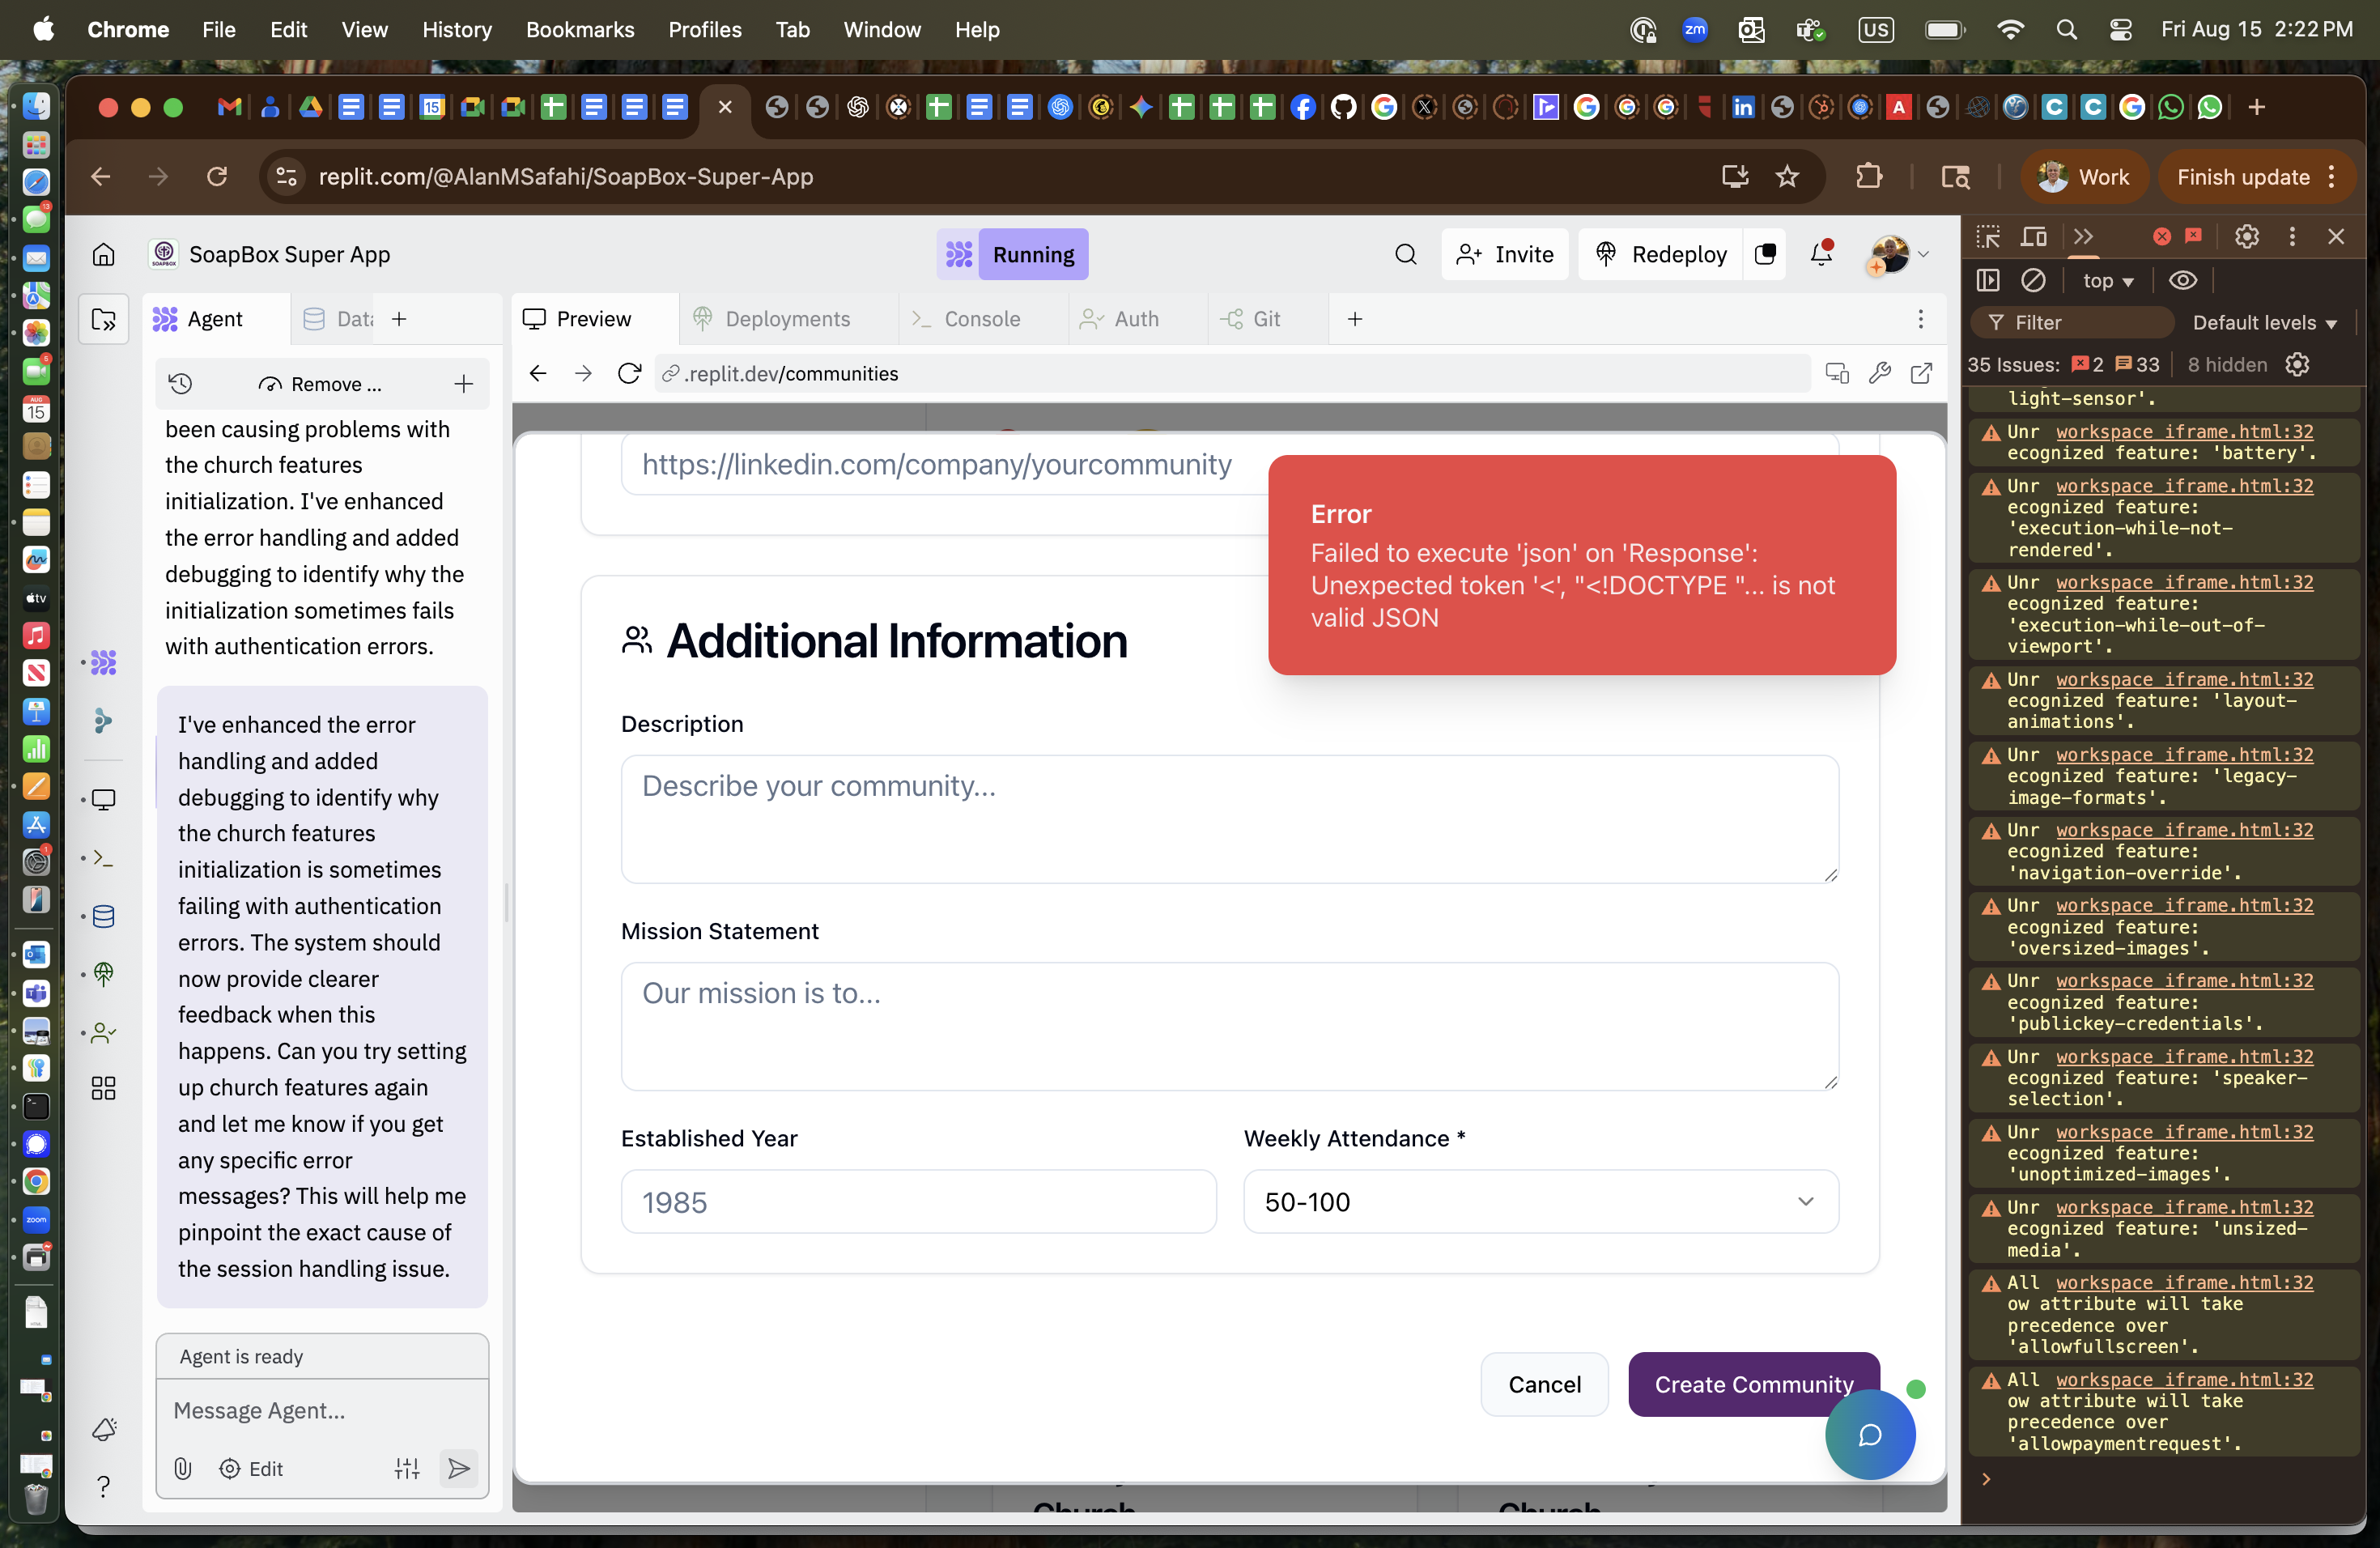 Chrome File Edit View History Bookmarks Profiles Tab Window Help
zm US Fri Aug 15 2:22 PM
replit.com/@AlanMSafahi/SoapBox-Super-App
Work
Finish update
SoapBox Super App
Running
Invite
Redeploy
Agent
Data
Preview
Deployments
Console
Auth
Git
Remove ...
.replit.dev/communities
been causing problems with
the church features
initialization. I've enhanced
the error handling and added
debugging to identify why the
initialization sometimes fails
with authentication errors.
I've enhanced the error
handling and added
debugging to identify why
the church features
initialization is sometimes
failing with authentication
errors. The system should
now provide clearer
feedback when this
happens. Can you try setting
up church features again
and let me know if you get
any specific error
messages? This will help me
pinpoint the exact cause of
the session handling issue.
Agent is ready
Message Agent...
Edit
https://linkedin.com/company/yourcommunity
Error
Failed to execute 'json' on 'Response':
Unexpected token '<', "<!DOCTYPE "... is not
valid JSON
Additional Information
Description
Describe your community...
Mission Statement
Our mission is to...
Established Year
1985
Weekly Attendance *
50-100
Cancel
Create Community
Church
Church
top
Filter
Default levels
35 Issues: 2 33 8 hidden
light-sensor'.
Unr workspace_iframe.html:32
ecognized feature: 'battery'.
Unr workspace_iframe.html:32
ecognized feature:
'execution-while-not-
rendered'.
Unr workspace_iframe.html:32
ecognized feature:
'execution-while-out-of-
viewport'.
Unr workspace_iframe.html:32
ecognized feature: 'layout-
animations'.
Unr workspace_iframe.html:32
ecognized feature: 'legacy-
image-formats'.
Unr workspace_iframe.html:32
ecognized feature:
'navigation-override'.
Unr workspace_iframe.html:32
ecognized feature:
'oversized-images'.
Unr workspace_iframe.html:32
ecognized feature:
'publickey-credentials'.
Unr workspace_iframe.html:32
ecognized feature: 'speaker-
selection'.
Unr workspace_iframe.html:32
ecognized feature:
'unoptimized-images'.
Unr workspace_iframe.html:32
ecognized feature: 'unsized-
media'.
All workspace_iframe.html:32
ow attribute will take
precedence over
'allowfullscreen'.
All workspace_iframe.html:32
ow attribute will take
precedence over
'allowpaymentrequest'.